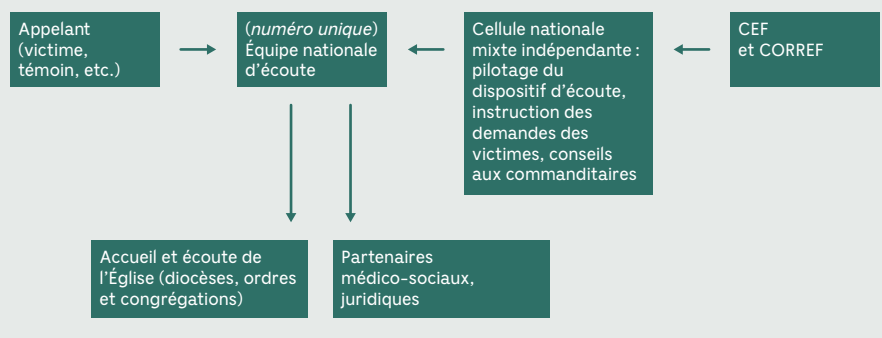 Appelant
(victime,
témoin, etc.)
(numéro unique)
Équipe nationale
d’écoute
Cellule nationale
mixte indépendante :
pilotage du
dispositif d’écoute,
instruction des
demandes des
victimes, conseils
aux commanditaires
CEF
et CORREF
Accueil et écoute de
l’Église (diocèses, ordres
et congrégations)
Partenaires
médico-sociaux,
juridiques